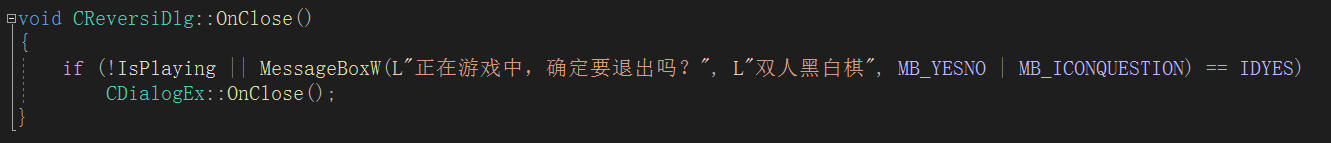 void CReversiDlg::OnClose()
{
    if (!IsPlaying || MessageBoxW(L"正在游戏中，确定要退出吗？", L"双人黑白棋", MB_YESNO | MB_ICONQUESTION) == IDYES)
        CDialogEx::OnClose();
}